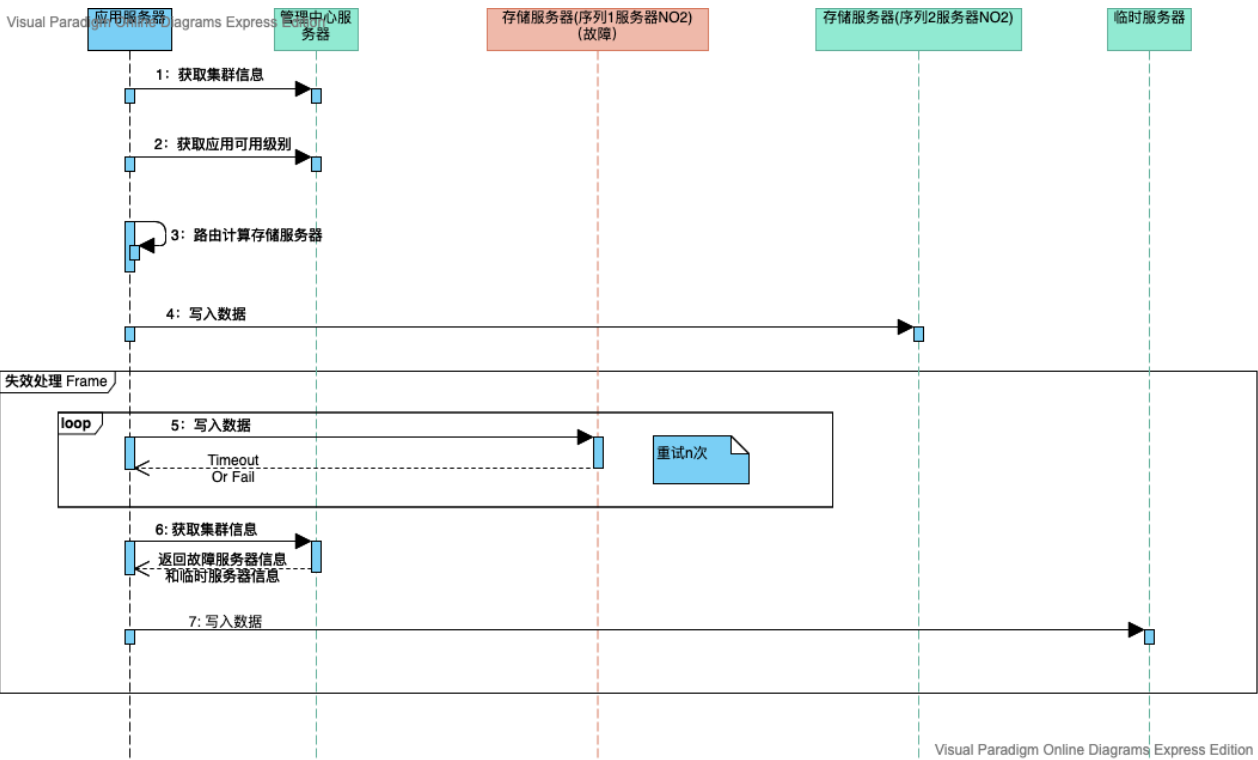 Visual Paradigm Online Diagrams Express Edition
应用服务器
管理中心服
务器
存储服务器(序列1服务器NO2)
（故障）
存储服务器(序列2服务器NO2)
临时服务器
1：获取集群信息
2：获取应用可用级别
3：路由计算存储服务器
4：写入数据
失效处理 Frame
loop
5：写入数据
Timeout
Or Fail
重试n次
6: 获取集群信息
返回故障服务器信息
和临时服务器信息
7: 写入数据
Visual Paradigm Online Diagrams Express Edition